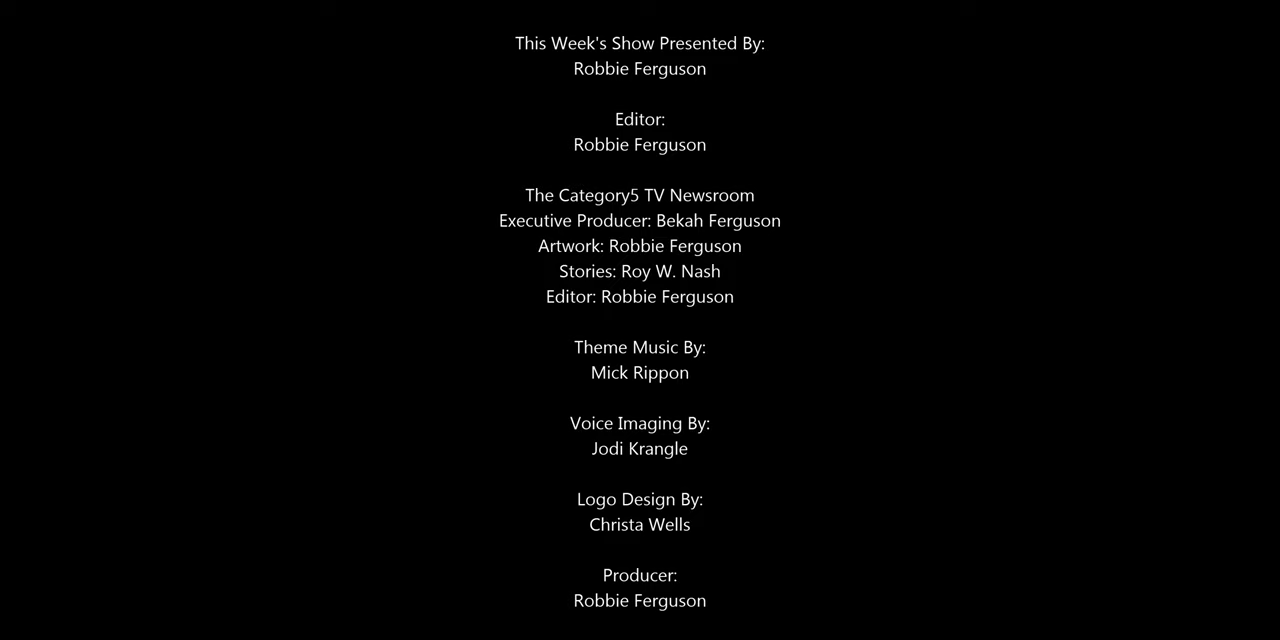 This Week's Show Presented By:
Robbie Ferguson
Editor:
Robbie Ferguson
The Category5 TV Newsroom
Executive Producer: Bekah Ferguson
Artwork: Robbie Ferguson
Stories: Roy W. Nash
Editor: Robbie Ferguson
Theme Music By:
Mick Rippon
Voice Imaging By:
Jodi Krangle
Logo Design By:
Christa Wells
Producer:
Robbie Ferguson